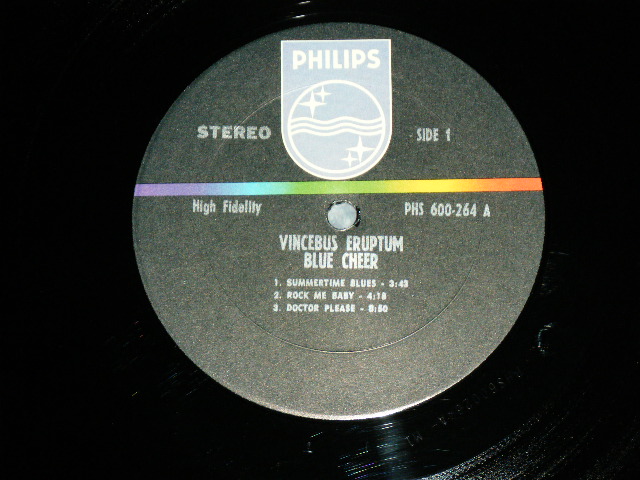 PHILIPS
STEREO
SIDE 1
High Fidelity
PHS 600-264 A
VINCEBUS ERUPTUM
BLUE CHEER
1. SUMMERTIME BLUES - 3:43
2. ROCK ME BABY - 4:18
3. DOCTOR PLEASE - 8:50